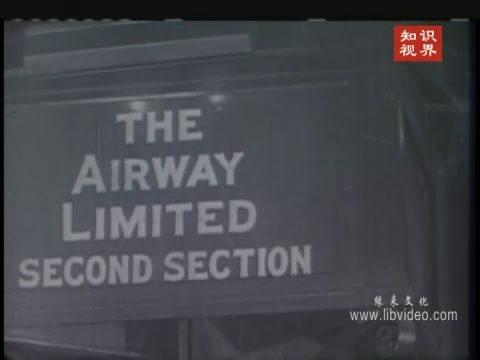 知识
视界
THE
AIRWAY
LIMITED
SECOND SECTION
缘来文化
www.libvideo.com